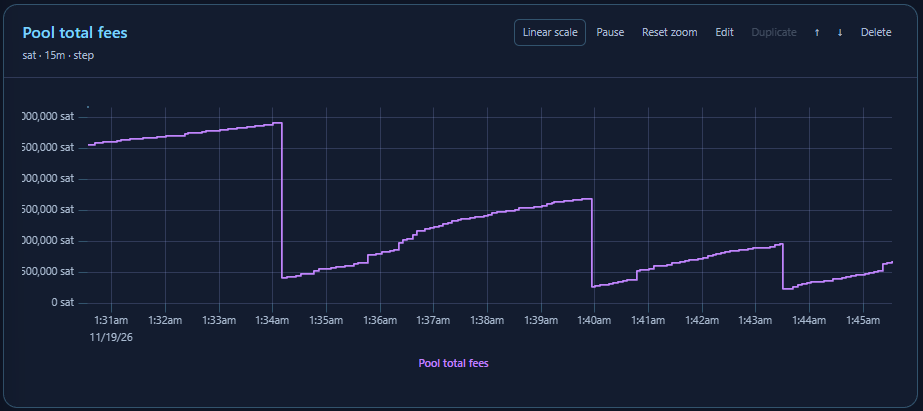 Pool total fees
sat · 15m · step
Linear scale Pause Reset zoom Edit Duplicate ↑ ↓ Delete
000,000 sat
500,000 sat
000,000 sat
500,000 sat
000,000 sat
500,000 sat
0 sat
1:31am 1:32am 1:33am 1:34am 1:35am 1:36am 1:37am 1:38am 1:39am 1:40am 1:41am 1:42am 1:43am 1:44am 1:45am
11/19/26
Pool total fees